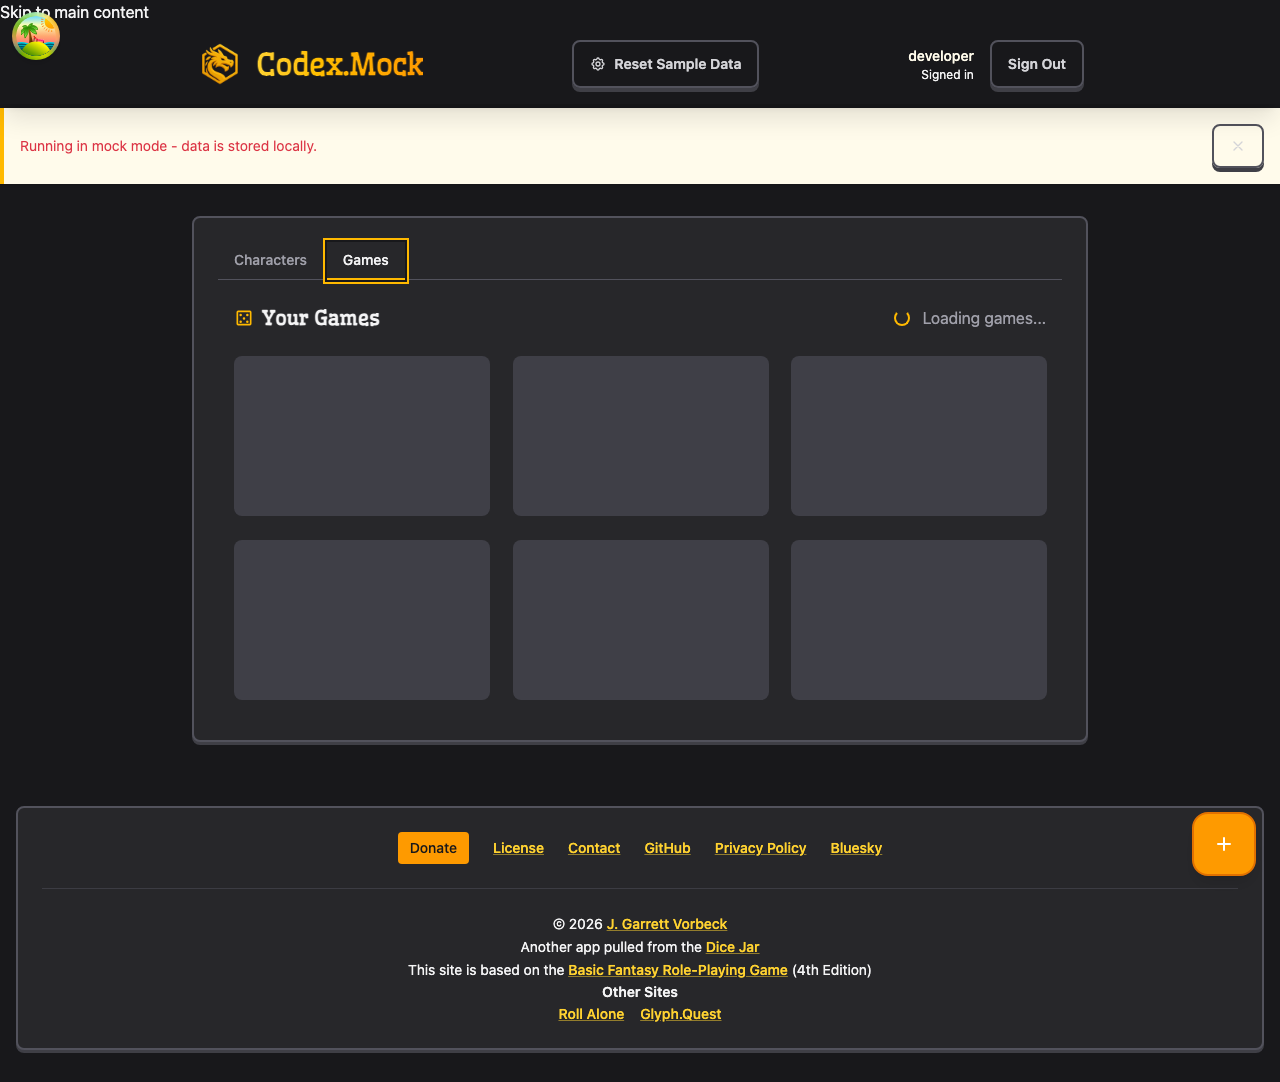 Skip to main content
Codex.Mock
Reset Sample Data
developer
Signed in
Sign Out
Running in mock mode - data is stored locally.
Characters
Games
Your Games
Loading games...
Donate
License
Contact
GitHub
Privacy Policy
Bluesky
© 2026 J. Garrett Vorbeck
Another app pulled from the Dice Jar
This site is based on the Basic Fantasy Role-Playing Game (4th Edition)
Other Sites
Roll Alone
Glyph.Quest